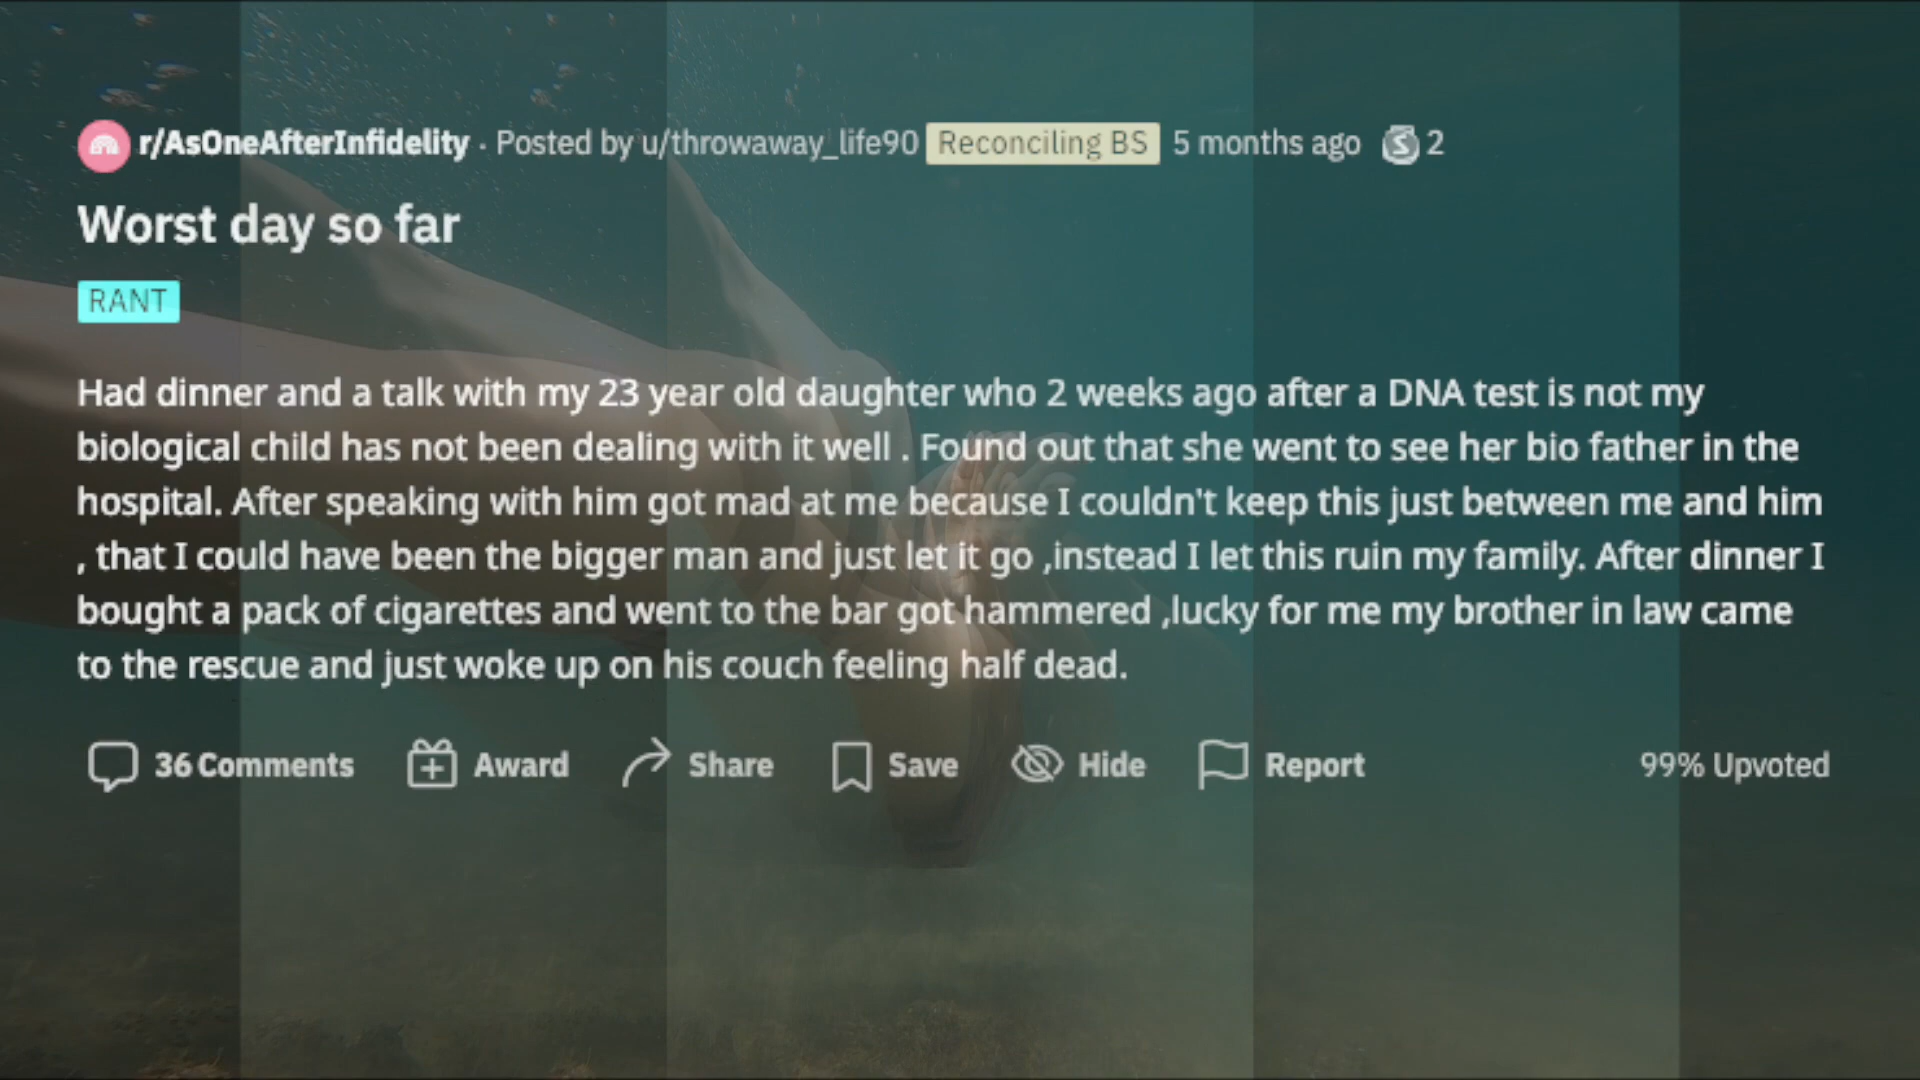 r/AsOneAfterInfidelity · Posted by u/throwaway_life90 Reconciling BS 5 months ago S 2
Worst day so far
RANT
Had dinner and a talk with my 23 year old daughter who 2 weeks ago after a DNA test is not my
biological child has not been dealing with it well . Found out that she went to see her bio father in the
hospital. After speaking with him got mad at me because I couldn't keep this just between me and him
, that I could have been the bigger man and just let it go ,instead I let this ruin my family. After dinner I
bought a pack of cigarettes and went to the bar got hammered ,lucky for me my brother in law came
to the rescue and just woke up on his couch feeling half dead.
36 Comments Award Share Save Hide Report 99% Upvoted